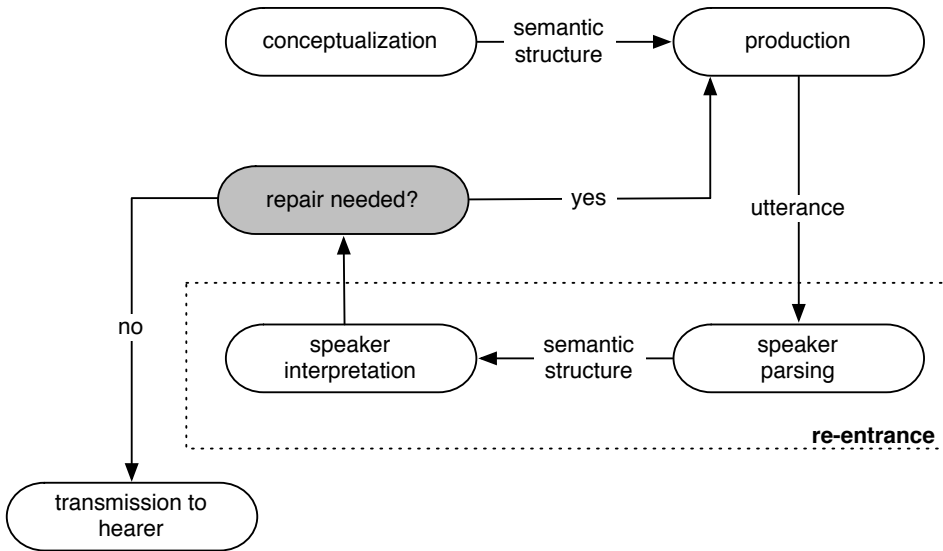 conceptualization
semantic
structure
production
repair needed?
yes
utterance
no
speaker
interpretation
semantic
structure
speaker
parsing
re-entrance
transmission to
hearer